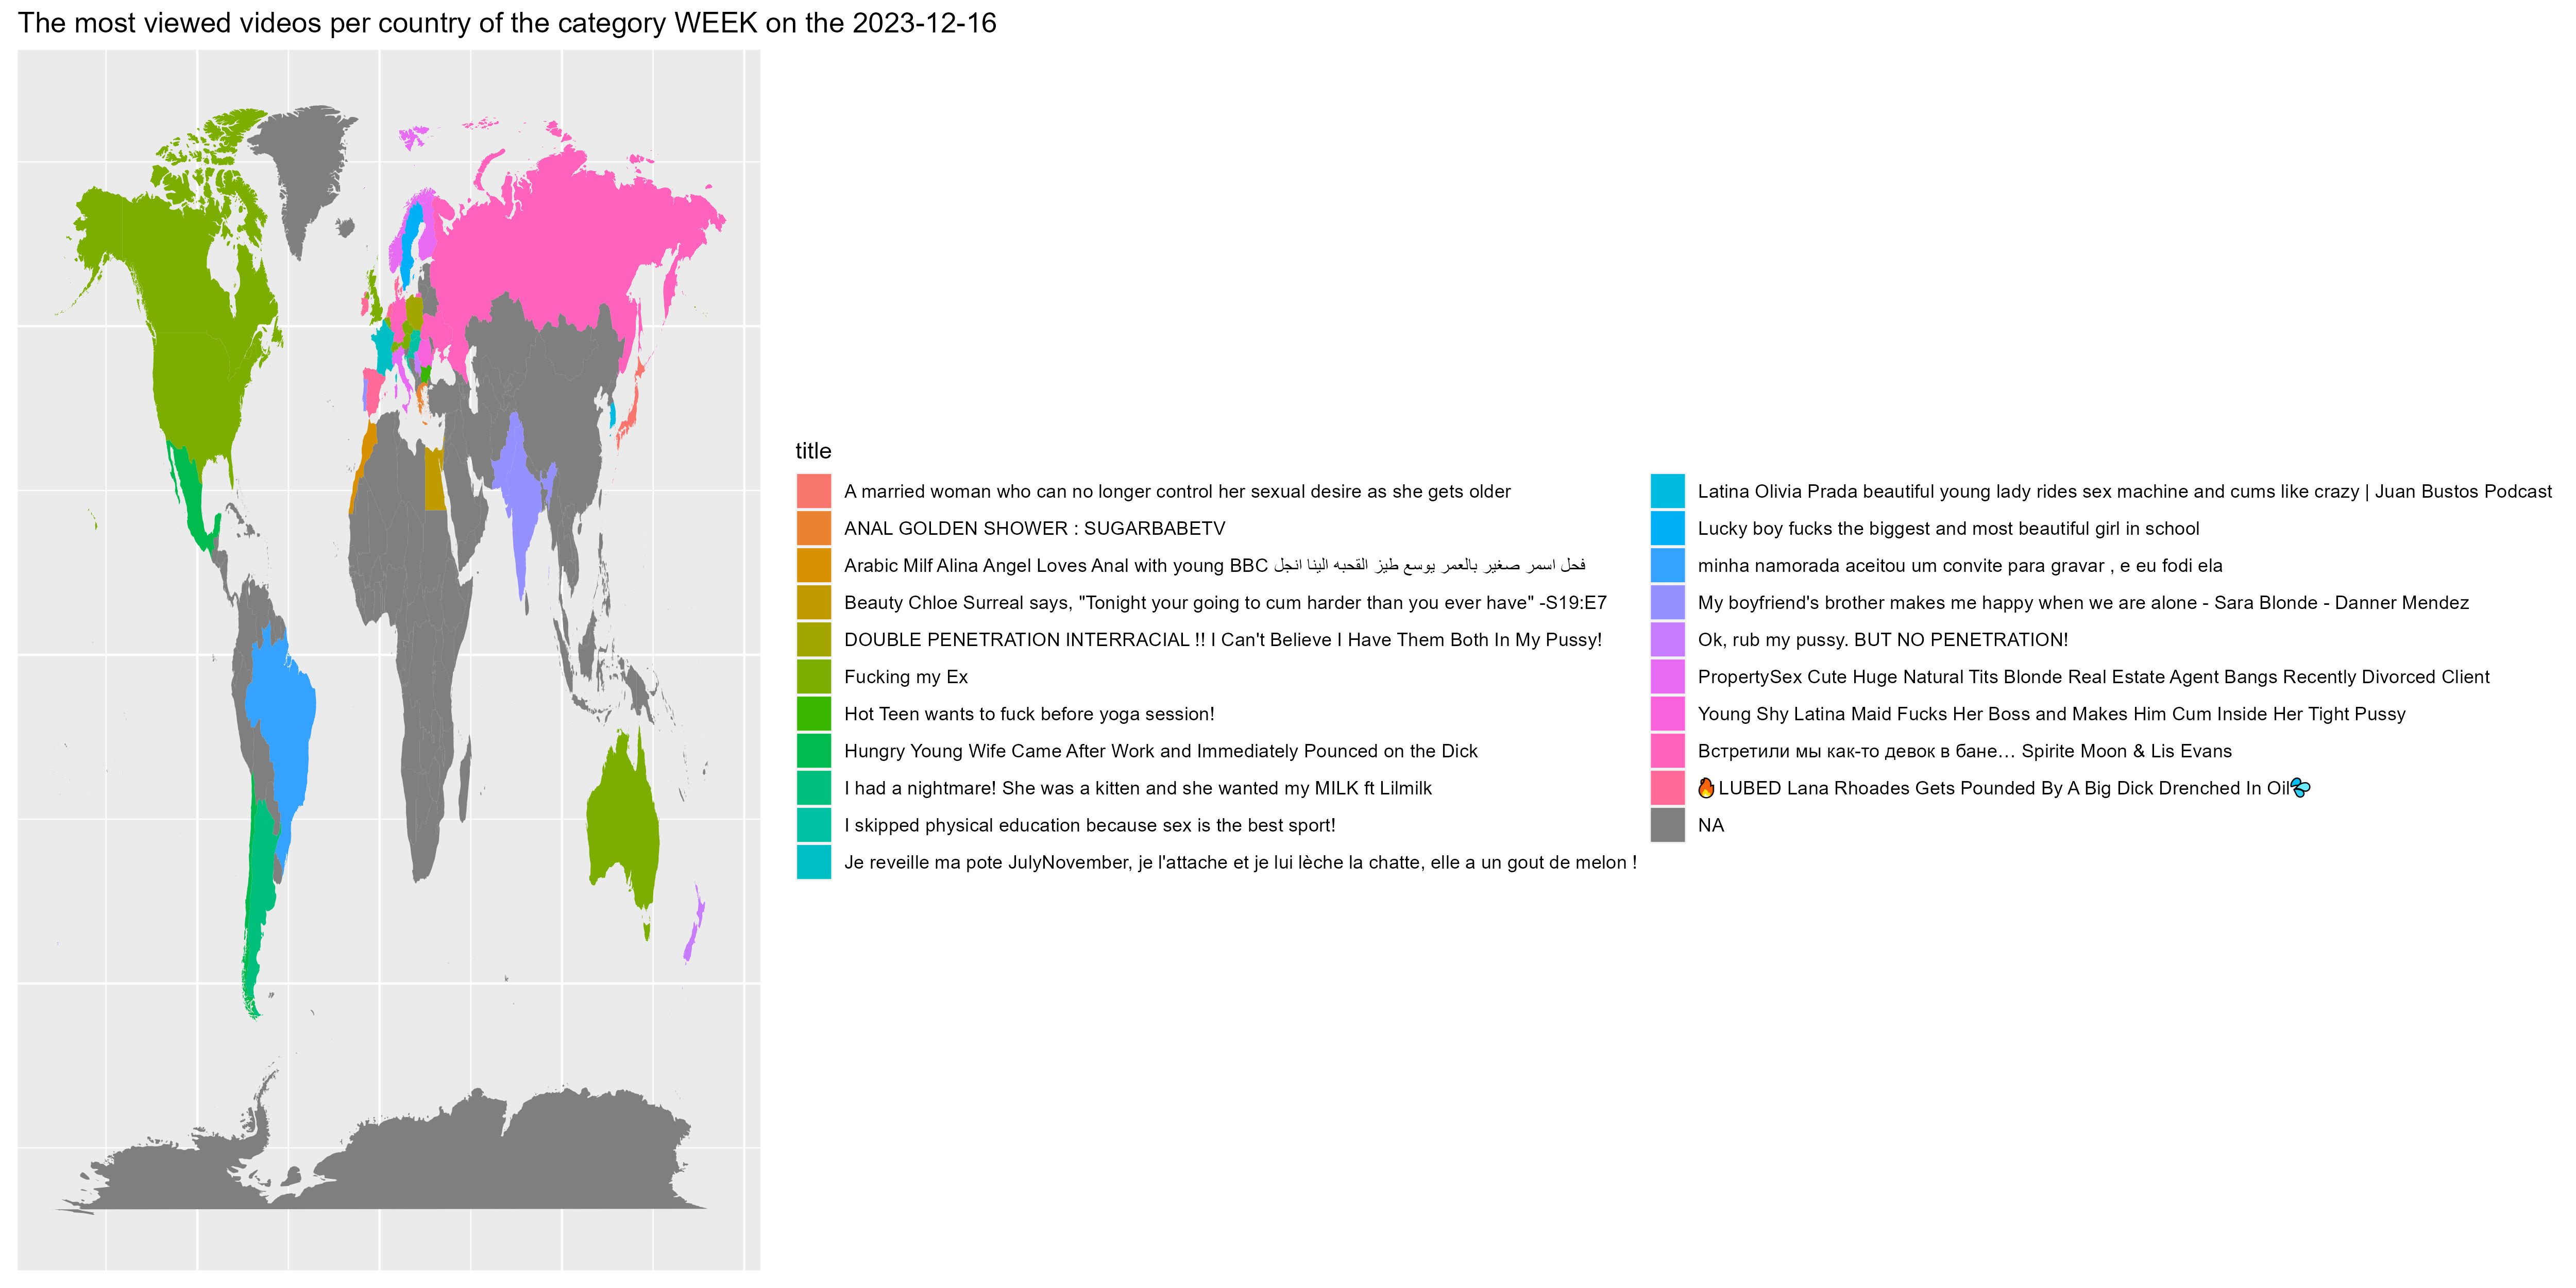 The most viewed videos per country of the category WEEK on the 2023-12-16
title
A married woman who can no longer control her sexual desire as she gets older
ANAL GOLDEN SHOWER : SUGARBABETV
Arabic Milf Alina Angel Loves Anal with young BBC فحل اسمر صغير بالعمر يوسع طيز القحبه الينا انجل
Beauty Chloe Surreal says, "Tonight your going to cum harder than you ever have" -S19:E7
DOUBLE PENETRATION INTERRACIAL !! I Can't Believe I Have Them Both In My Pussy!
Fucking my Ex
Hot Teen wants to fuck before yoga session!
Hungry Young Wife Came After Work and Immediately Pounced on the Dick
I had a nightmare! She was a kitten and she wanted my MILK ft Lilmilk
I skipped physical education because sex is the best sport!
Je reveille ma pote JulyNovember, je l'attache et je lui lèche la chatte, elle a un gout de melon !
Latina Olivia Prada beautiful young lady rides sex machine and cums like crazy | Juan Bustos Podcast
Lucky boy fucks the biggest and most beautiful girl in school
minha namorada aceitou um convite para gravar , e eu fodi ela
My boyfriend's brother makes me happy when we are alone - Sara Blonde - Danner Mendez
Ok, rub my pussy. BUT NO PENETRATION!
PropertySex Cute Huge Natural Tits Blonde Real Estate Agent Bangs Recently Divorced Client
Young Shy Latina Maid Fucks Her Boss and Makes Him Cum Inside Her Tight Pussy
Встретили мы как-то девок в бане… Spirite Moon & Lis Evans
🔥LUBED Lana Rhoades Gets Pounded By A Big Dick Drenched In Oil💦
NA